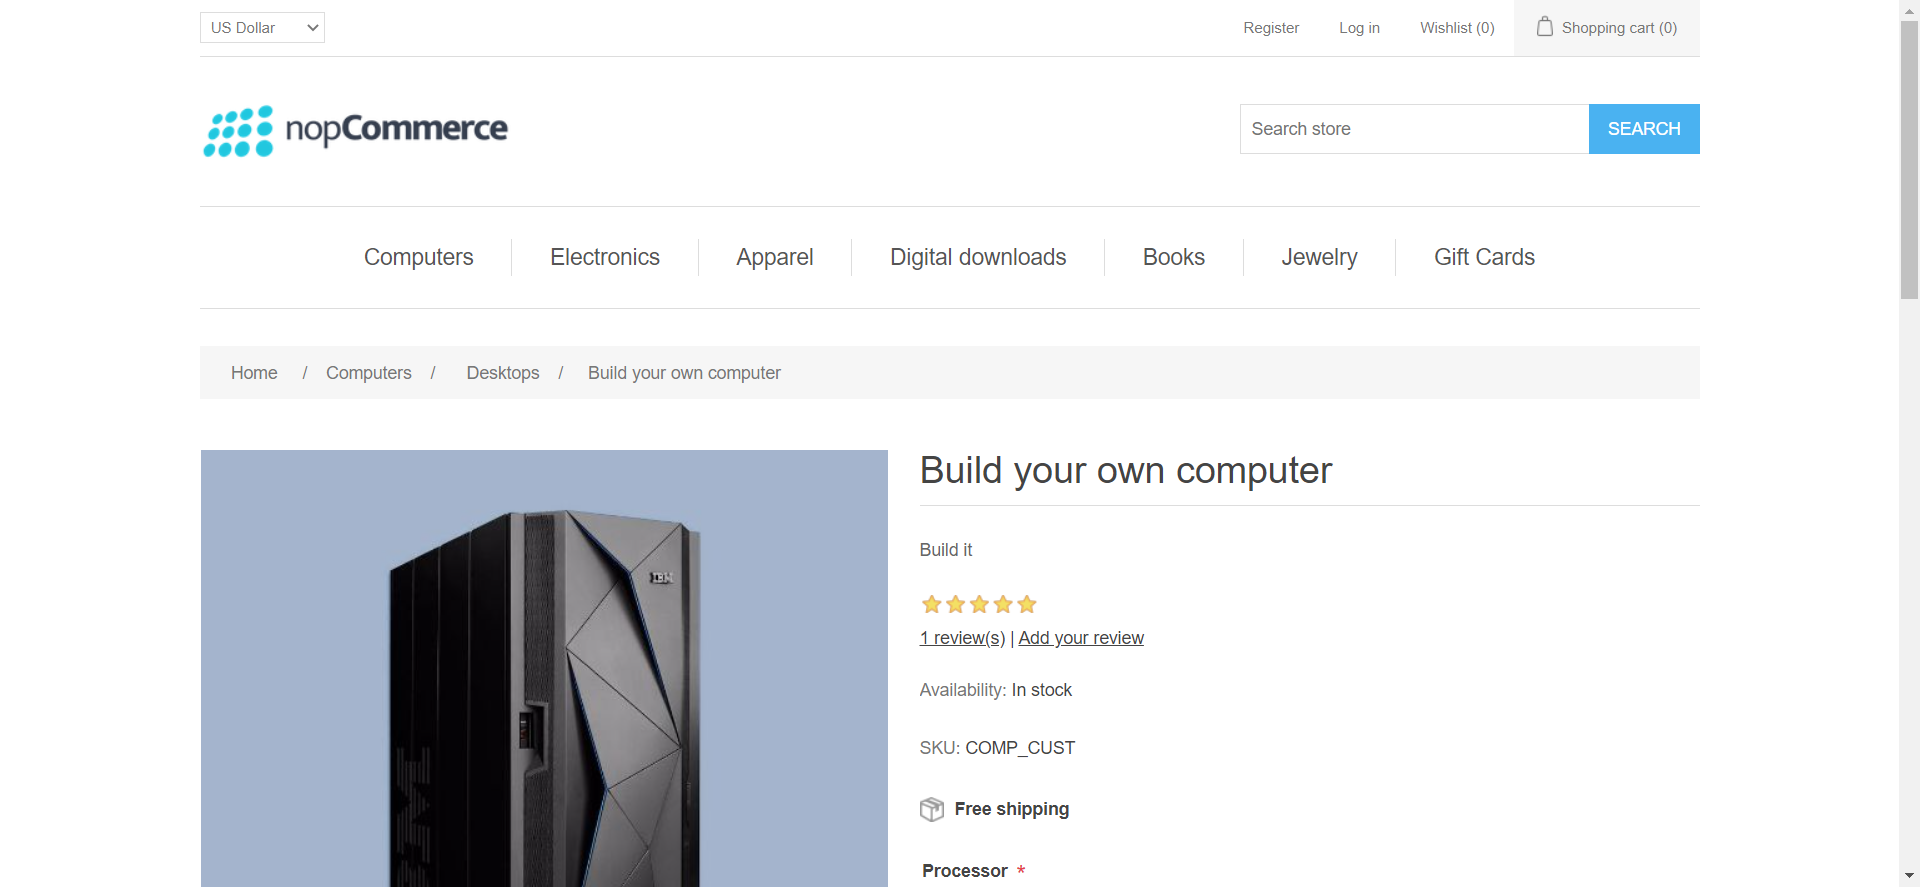 US Dollar
Register
Log in
Wishlist (0)
Shopping cart (0)
nopCommerce
Search store
SEARCH
Computers
Electronics
Apparel
Digital downloads
Books
Jewelry
Gift Cards
Home / Computers / Desktops / Build your own computer
IBM
IBM
Build your own computer
Build it
1 review(s) | Add your review
Availability: In stock
SKU: COMP_CUST
Free shipping
Processor *